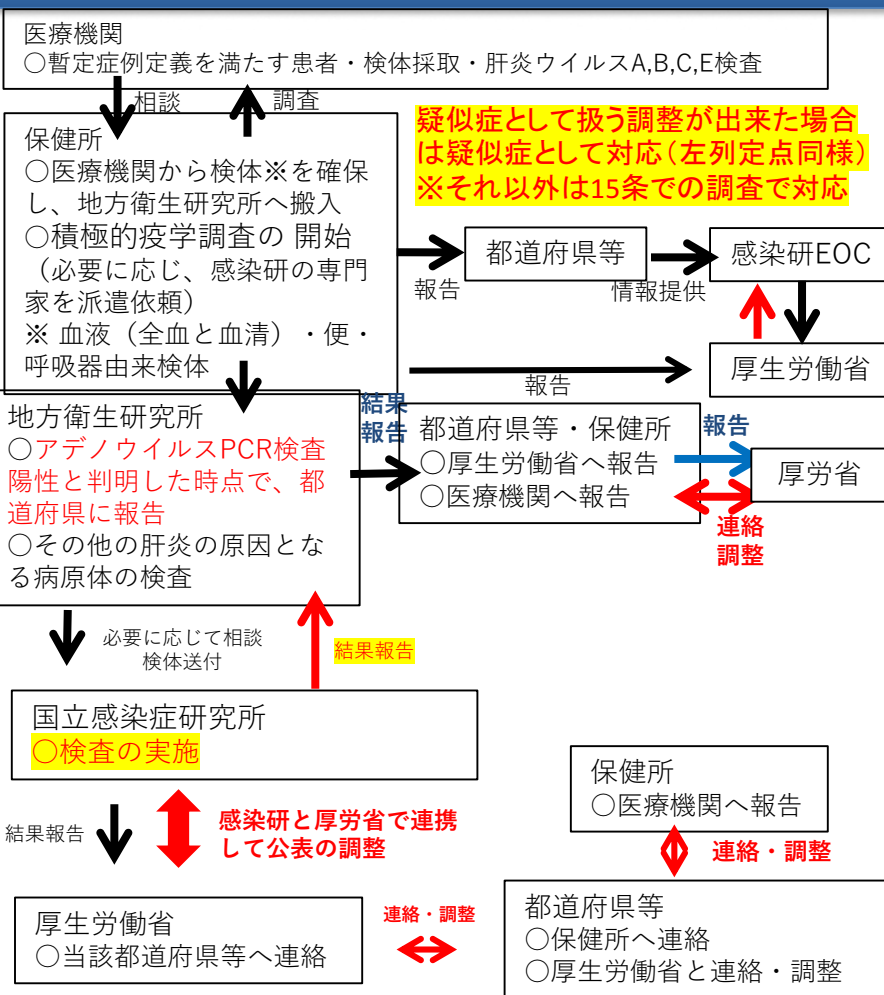 医療機関
○暫定症例定義を満たす患者・検体採取・肝炎ウイルスA,B,C,E検査
相談
調査
保健所
○医療機関から検体※を確保
し、地方衛生研究所へ搬入
○積極的疫学調査の 開始
（必要に応じ、感染研の専門
家を派遣依頼）
※ 血液（全血と血清）・便・
呼吸器由来検体
疑似症として扱う調整が出来た場合
は疑似症として対応（左列定点同様）
※それ以外は15条での調査で対応
報告
都道府県等
情報提供
感染研EOC
報告
厚生労働省
地方衛生研究所
○アデノウイルスPCR検査
陽性と判明した時点で、都
道府県に報告
○その他の肝炎の原因とな
る病原体の検査
結果
報告
都道府県等・保健所
○厚生労働省へ報告
○医療機関へ報告
報告
厚労省
連絡
調整
必要に応じて相談
検体送付
結果報告
国立感染症研究所
○検査の実施
結果報告
感染研と厚労省で連携
して公表の調整
保健所
○医療機関へ報告
連絡・調整
厚生労働省
○当該都道府県等へ連絡
連絡・調整
都道府県等
○保健所へ連絡
○厚生労働省と連絡・調整